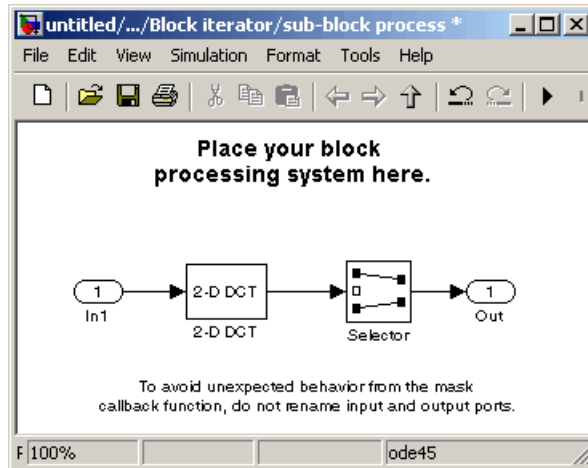 untitled/.../Block iterator/sub-block process *
File Edit View Simulation Format Tools Help
Place your block
processing system here.
1 2-D DCT 1
In1 2-D DCT Selector Out
To avoid unexpected behavior from the mask
callback function, do not rename input and output ports.
F 100% ode45